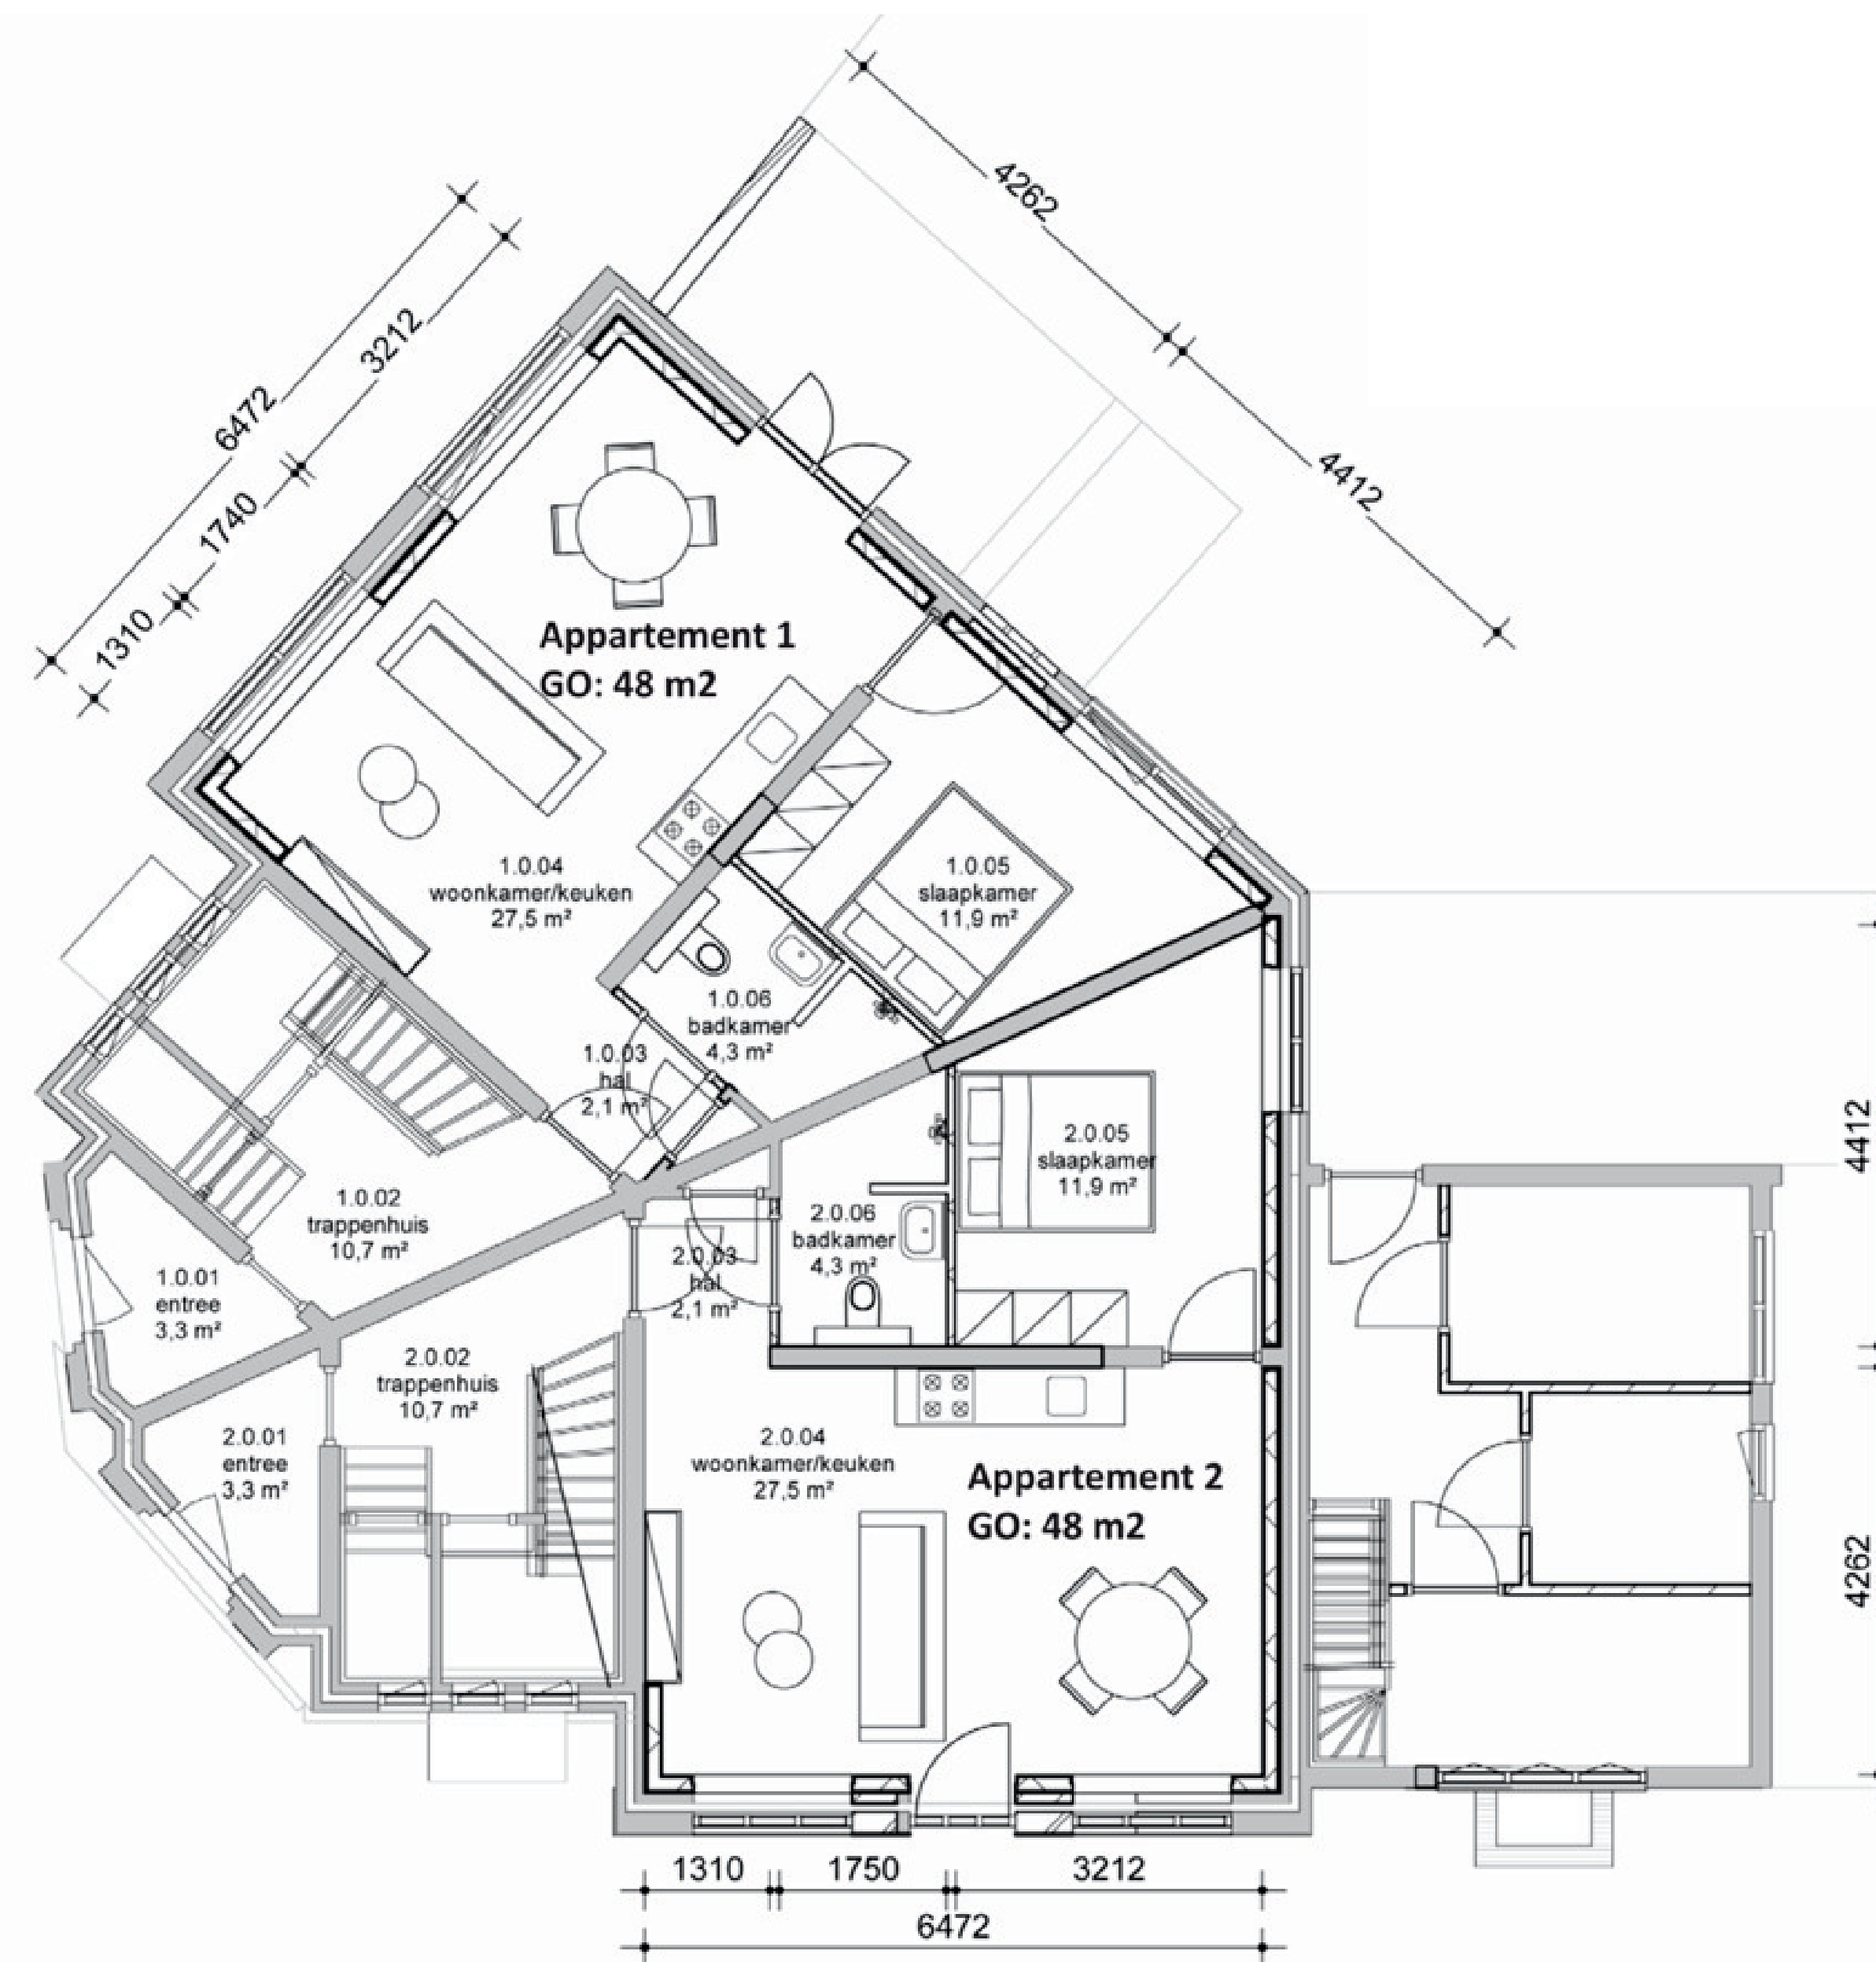 4262
4412
6472
3212
1740
1310
Appartement 1
GO: 48 m2
1.0.04
woonkamer/keuken
27,5 m²
1.0.05
slaapkamer
11,9 m²
1.0.06
badkamer
4,3 m²
1.0.03
hal
2,1 m²
1.0.02
trappenhuis
10,7 m²
1.0.01
entree
3,3 m²
2.0.05
slaapkamer
11,9 m²
2.0.06
badkamer
4,3 m²
2.0.03
hal
2,1 m²
2.0.02
trappenhuis
10,7 m²
2.0.01
entree
3,3 m²
2.0.04
woonkamer/keuken
27,5 m²
Appartement 2
GO: 48 m2
4412
4262
1310
1750
3212
6472